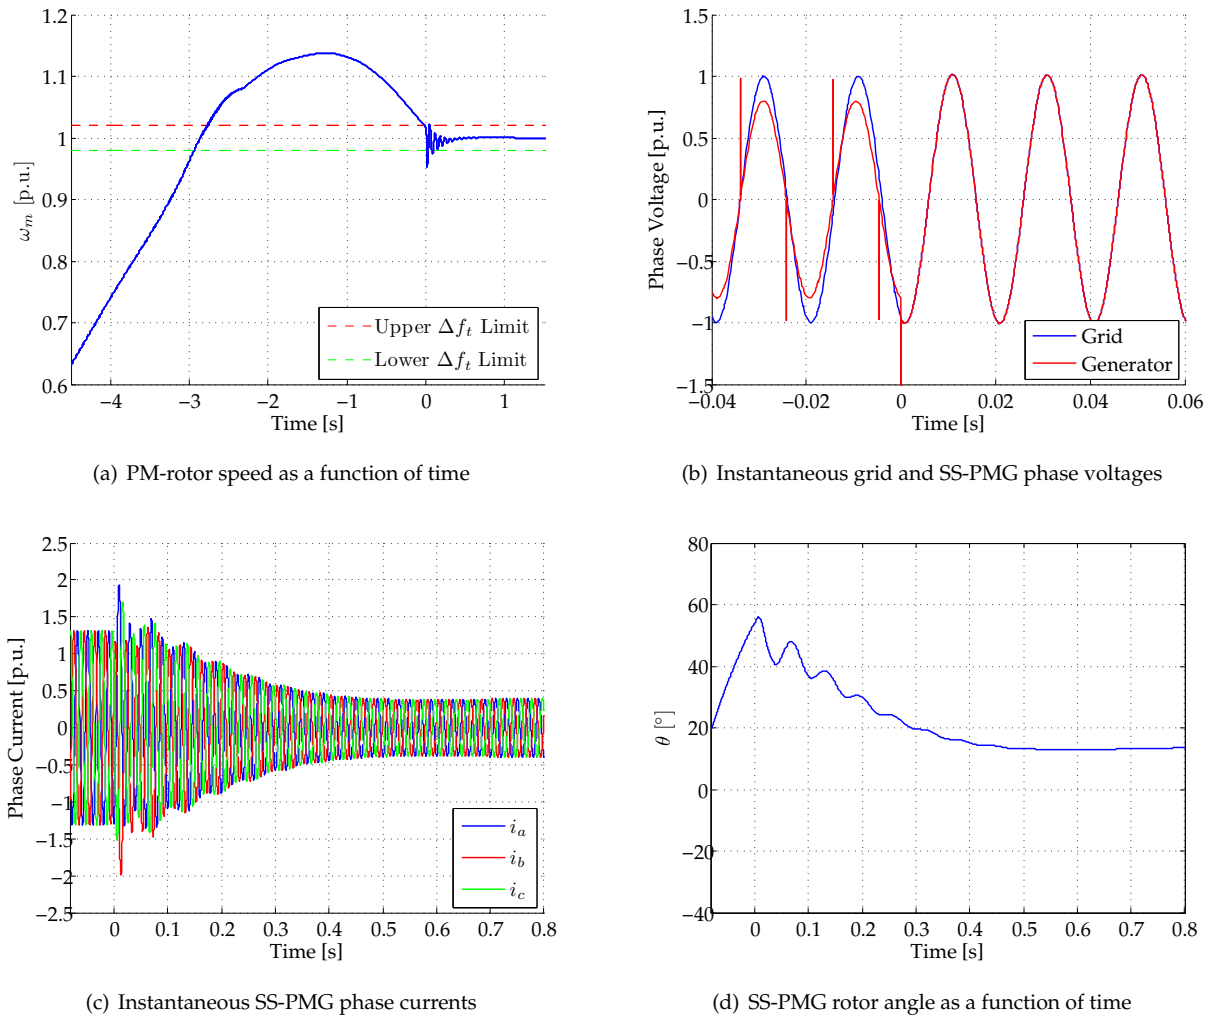 1.2
1.1
1
0.9
0.8
0.7
0.6
ω_m [p.u.]
−4 −3 −2 −1 0 1
Time [s]
Upper Δf_t Limit
Lower Δf_t Limit
(a) PM-rotor speed as a function of time
1.5
1
0.5
0
−0.5
−1
−1.5
Phase Voltage [p.u.]
−0.04 −0.02 0 0.02 0.04 0.06
Time [s]
Grid
Generator
(b) Instantaneous grid and SS-PMG phase voltages
2.5
2
1.5
1
0.5
0
−0.5
−1
−1.5
−2
−2.5
Phase Current [p.u.]
0 0.1 0.2 0.3 0.4 0.5 0.6 0.7 0.8
Time [s]
i_a
i_b
i_c
(c) Instantaneous SS-PMG phase currents
80
60
40
20
0
−20
−40
θ [°]
0 0.1 0.2 0.3 0.4 0.5 0.6 0.7 0.8
Time [s]
(d) SS-PMG rotor angle as a function of time